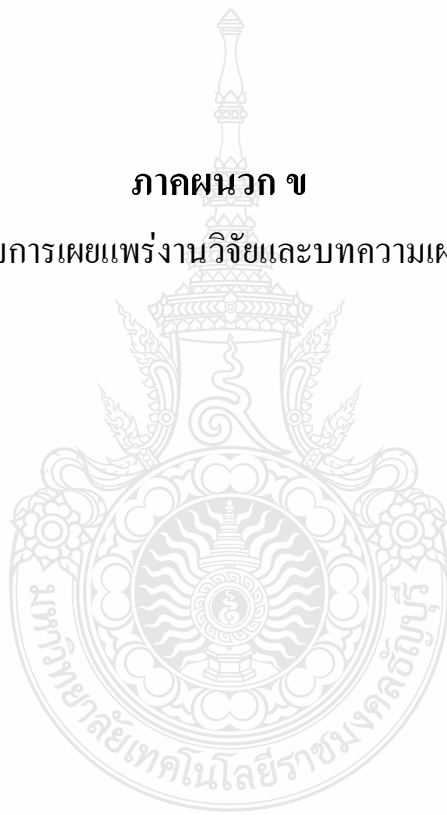 ภาคผนวก ข
การเผยแพร่งานวิจัยและบทความ
มหาวิทยาลัยเทคโนโลยีราชมงคลธัญบุรี